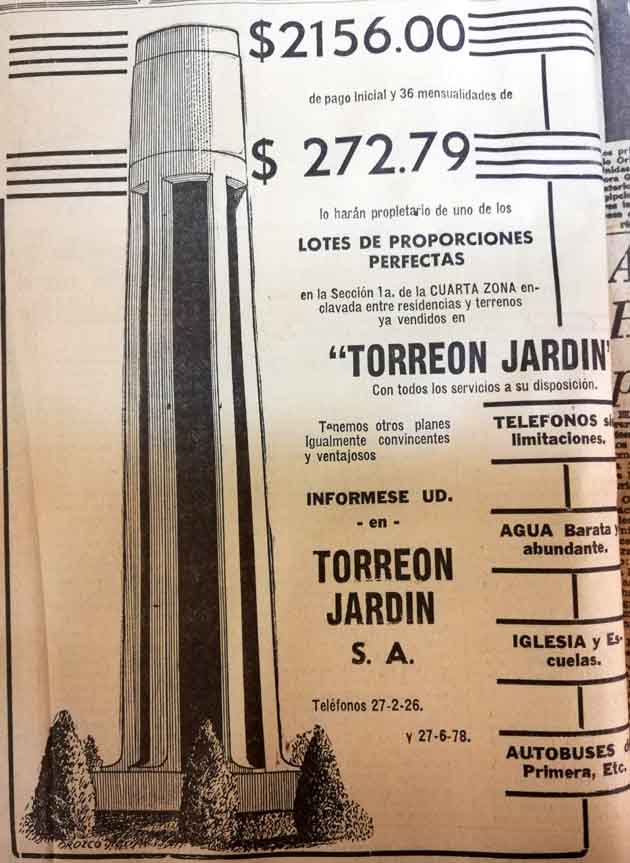 $2156.00
de pago Inicial y 36 mensualidades de
$ 272.79
lo harán propietario de uno de los
LOTES DE PROPORCIONES
PERFECTAS
en la Sección 1a. de la CUARTA ZONA en-
clavada entre residencias y terrenos
ya vendidos en
"TORREON JARDIN"
Con todos los servicios a su disposición.
Tenemos otros planes
Igualmente convincentes
y ventajosos
INFORMESE UD.
- en -
TORREON
JARDIN
S. A.
Teléfonos 27-2-26.
y 27-6-78.
TELEFONOS
limitaciones.
AGUA Barata y
abundante.
IGLESIA y Es-
cuelas.
AUTOBUSES
Primera, Etc.
OROZCO